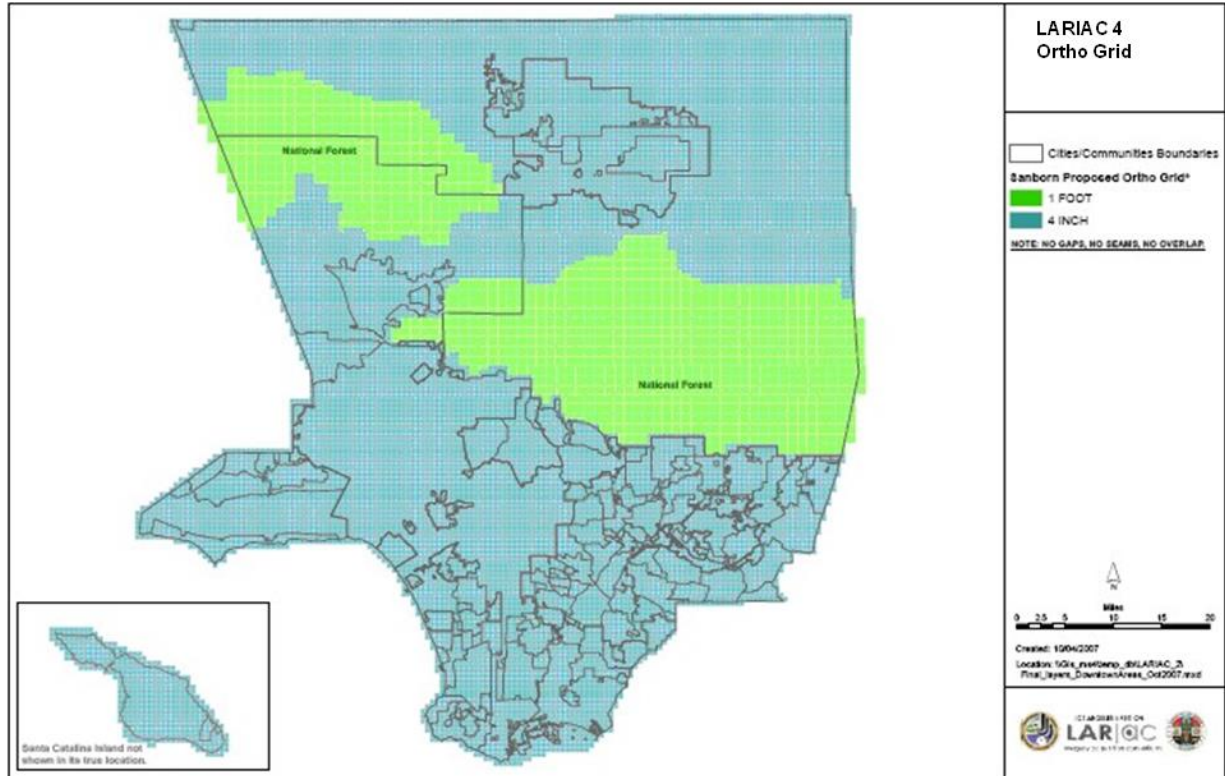 LARIAC 4
Ortho Grid
Cities/Communities Boundaries
Sanborn Proposed Ortho Grid*
1 FOOT
4 INCH
NOTE: NO GAPS, NO SEAMS, NO OVERLAP.
National Forest
National Forest
N
Miles
0 2.5 5 10 15 20
Created: 10/04/2007
Final_layers_DowntownAreas_Oct2007.mxd
Santa Catalina Island not
shown in its true location.
LAR|aC